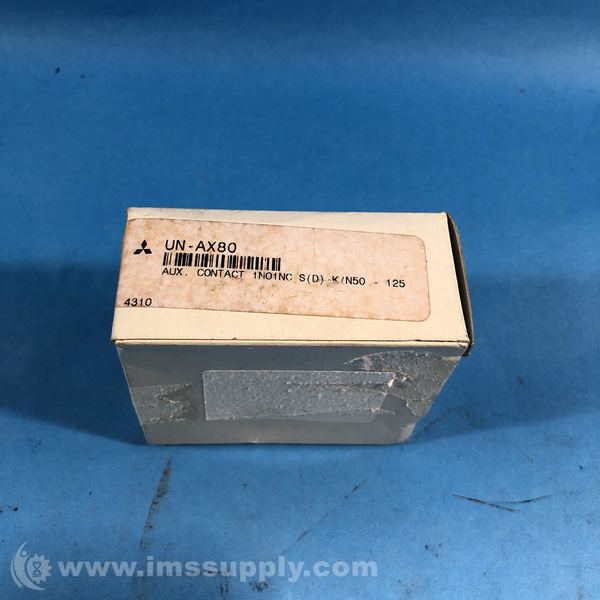 UN-AX80
AUX. CONTACT 1NO1NC S(D)-K/N50 - 125
4310
www.imssupply.com